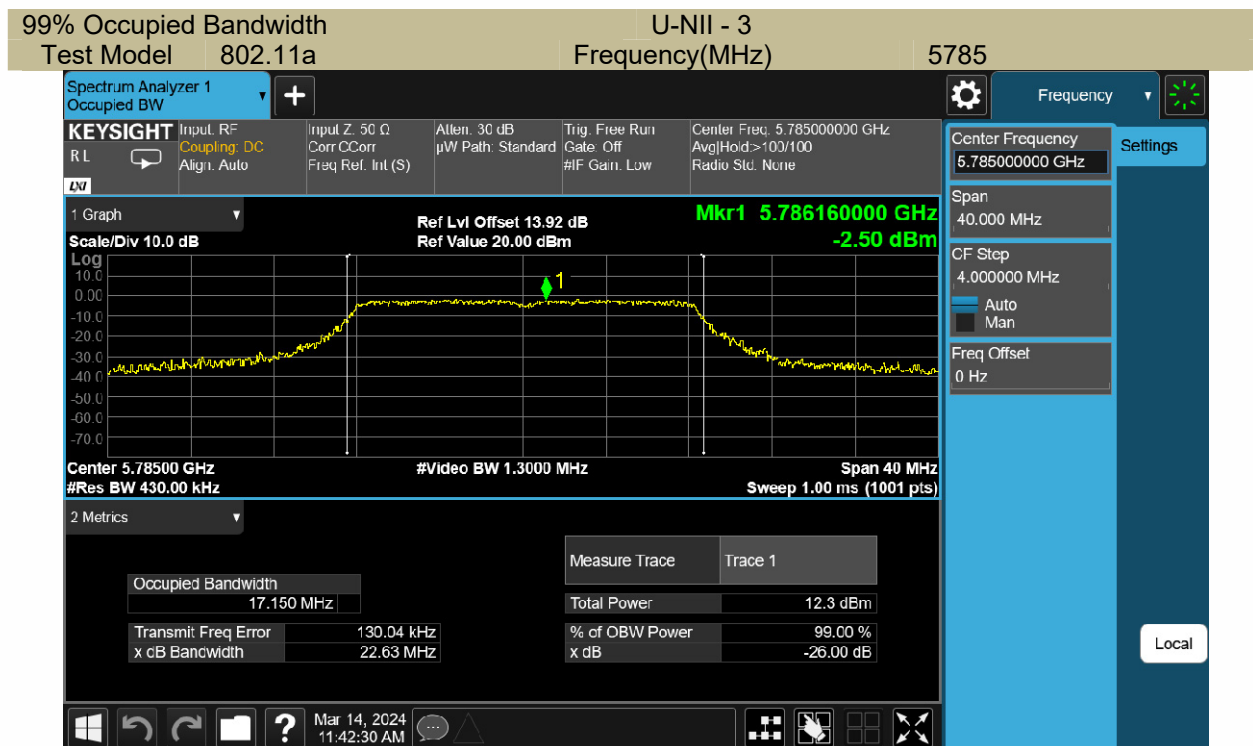 99% Occupied Bandwidth U-NII - 3
Test Model 802.11a Frequency(MHz) 5785
Spectrum Analyzer 1
Occupied BW
Frequency
KEYSIGHT
R L
LXI
Input: RF
Coupling: DC
Align: Auto
Input Z: 50 Ω
Corr CCorr
Freq Ref: Int (S)
Atten: 30 dB
µW Path: Standard
Trig: Free Run
Gate: Off
#IF Gain: Low
Center Freq: 5.785000000 GHz
Avg|Hold:>100/100
Radio Std: None
Center Frequency
5.785000000 GHz
Settings
Span
40.000 MHz
CF Step
4.000000 MHz
Auto
Man
Freq Offset
0 Hz
1 Graph
Scale/Div 10.0 dB
Ref Lvl Offset 13.92 dB
Ref Value 20.00 dBm
Mkr1 5.786160000 GHz
-2.50 dBm
Log
10.0
0.00
-10.0
-20.0
-30.0
-40.0
-50.0
-60.0
-70.0
1
Center 5.78500 GHz
#Video BW 1.3000 MHz
Span 40 MHz
#Res BW 430.00 kHz
Sweep 1.00 ms (1001 pts)
2 Metrics
Measure Trace Trace 1
Occupied Bandwidth
17.150 MHz
Total Power 12.3 dBm
Transmit Freq Error 130.04 kHz
% of OBW Power 99.00 %
x dB Bandwidth 22.63 MHz
x dB -26.00 dB
Local
?
Mar 14, 2024
11:42:30 AM